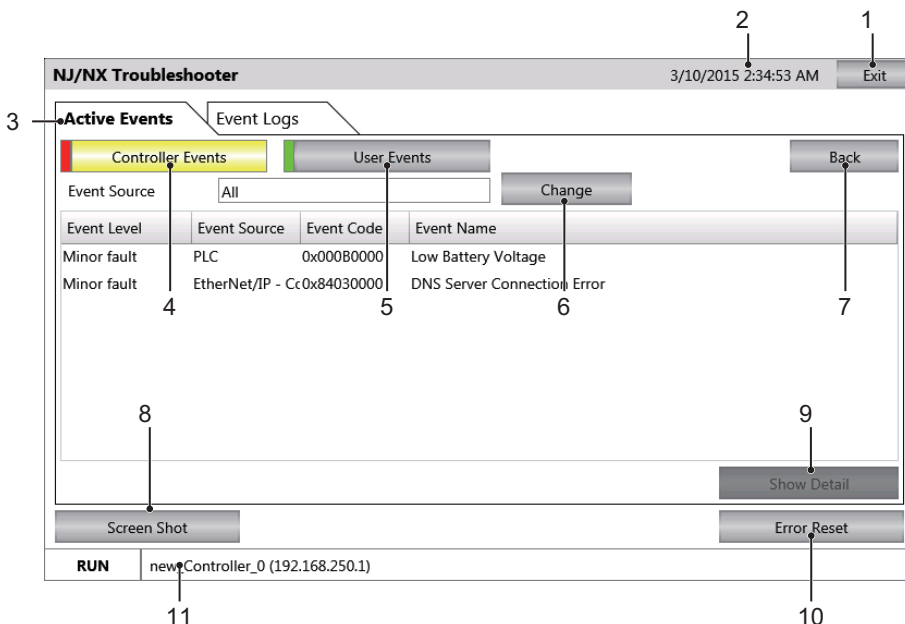 2 1
NJ/NX Troubleshooter 3/10/2015 2:34:53 AM Exit
3 Active Events Event Logs
Controller Events User Events Back
Event Source All Change
Event Level Event Source Event Code Event Name
Minor fault PLC 0x000B0000 Low Battery Voltage
Minor fault EtherNet/IP - Cc 0x84030000 DNS Server Connection Error
4 5 6 7
8 9
Show Detail
Screen Shot Error Reset
RUN new_Controller_0 (192.168.250.1)
11 10